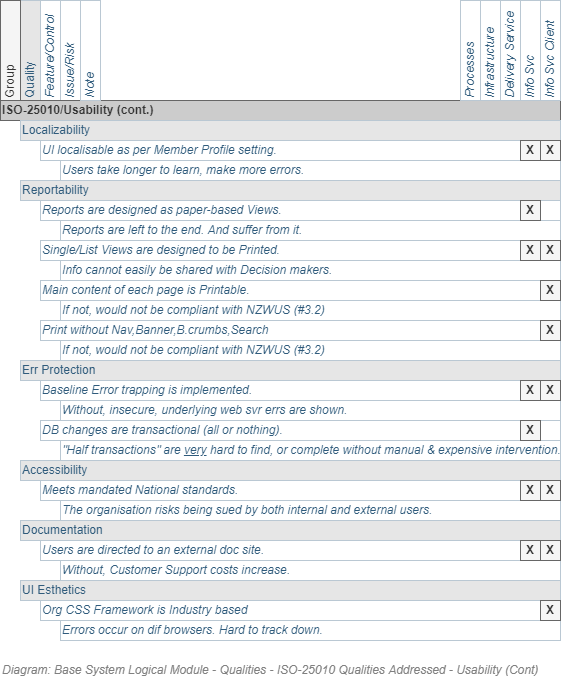 Group
Quality
Feature/Control
Issue/Risk
Note
Processes
Infrastructure
Delivery Service
Info Svc
Info Svc Client
ISO-25010/Usability (cont.)
Localizability
UI localisable as per Member Profile setting. X X
Users take longer to learn, make more errors.
Reportability
Reports are designed as paper-based Views. X
Reports are left to the end. And suffer from it.
Single/List Views are designed to be Printed. X X
Info cannot easily be shared with Decision makers.
Main content of each page is Printable. X
If not, would not be compliant with NZWUS (#3.2)
Print without Nav,Banner,B.crumbs,Search X
If not, would not be compliant with NZWUS (#3.2)
Err Protection
Baseline Error trapping is implemented. X X
Without, insecure, underlying web svr errs are shown.
DB changes are transactional (all or nothing). X
"Half transactions" are very hard to find, or complete without manual & expensive intervention.
Accessibility
Meets mandated National standards. X X
The organisation risks being sued by both internal and external users.
Documentation
Users are directed to an external doc site. X X
Without, Customer Support costs increase.
UI Esthetics
Org CSS Framework is Industry based X
Errors occur on dif browsers. Hard to track down.
Diagram: Base System Logical Module - Qualities - ISO-25010 Qualities Addressed - Usability (Cont)